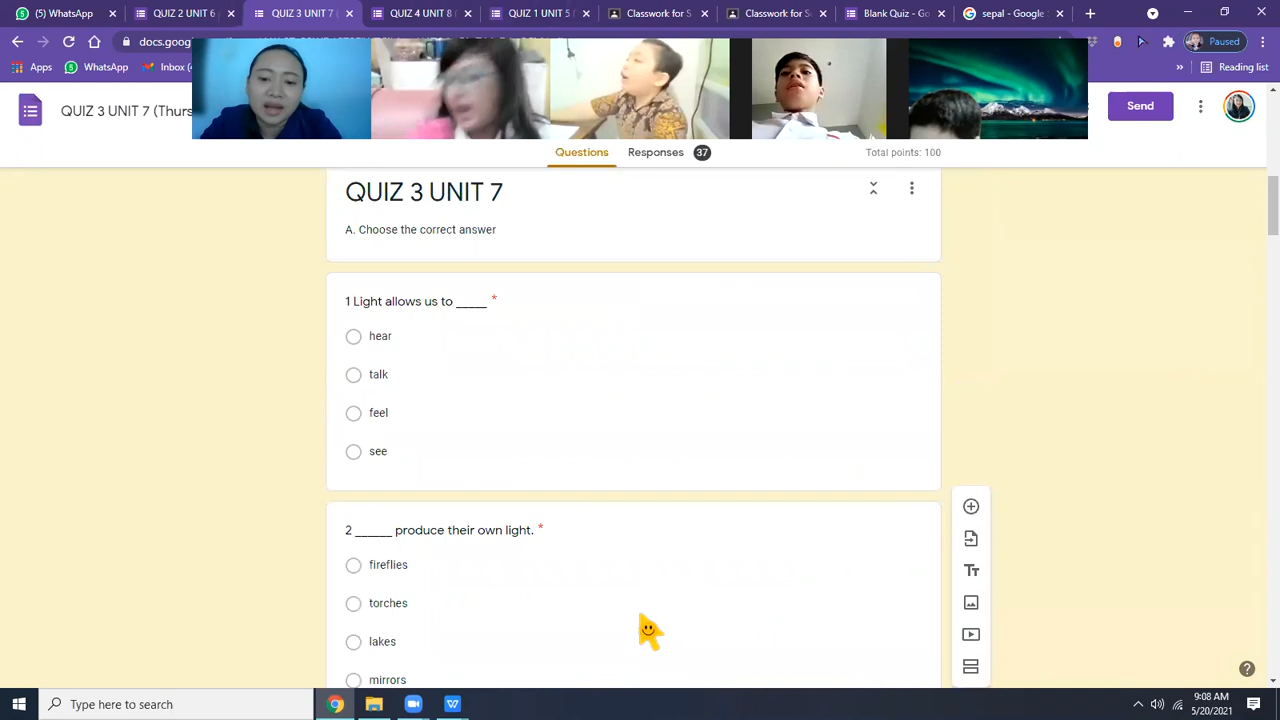 (5) WhatsApp
QUIZ 2 UNIT 6
QUIZ 3 7 (
QUIZ 4 UNIT 8
QUIZ 1 UNIT 5
Classwork for S
Classwork for S
Blank Quiz - Go
sepal - Google
docs.goog
Paused
Apps
WhatsApp
Inbox (
»
Reading list
QUIZ 3 UNIT 7 (Thurs
Send
Questions
Responses
37
Total points: 100
QUIZ 3 UNIT 7
A. Choose the correct answer
1 Light allows us to _____ *
hear
talk
feel
see
2 ______ produce their own light. *
fireflies
torches
lakes
mirrors
Type here to search
9:08 AM
5/20/2021